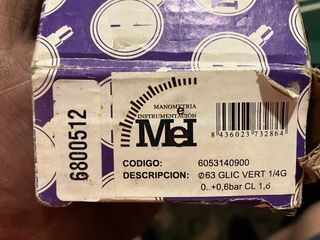 6800512
MANOMETRIA
e
INSTRUMENTACIÓN
MeI
8 436023 732864
CODIGO: 6053140900
DESCRIPCION: Ø63 GLIC VERT 1/4G
0..+0,6bar CL 1,6